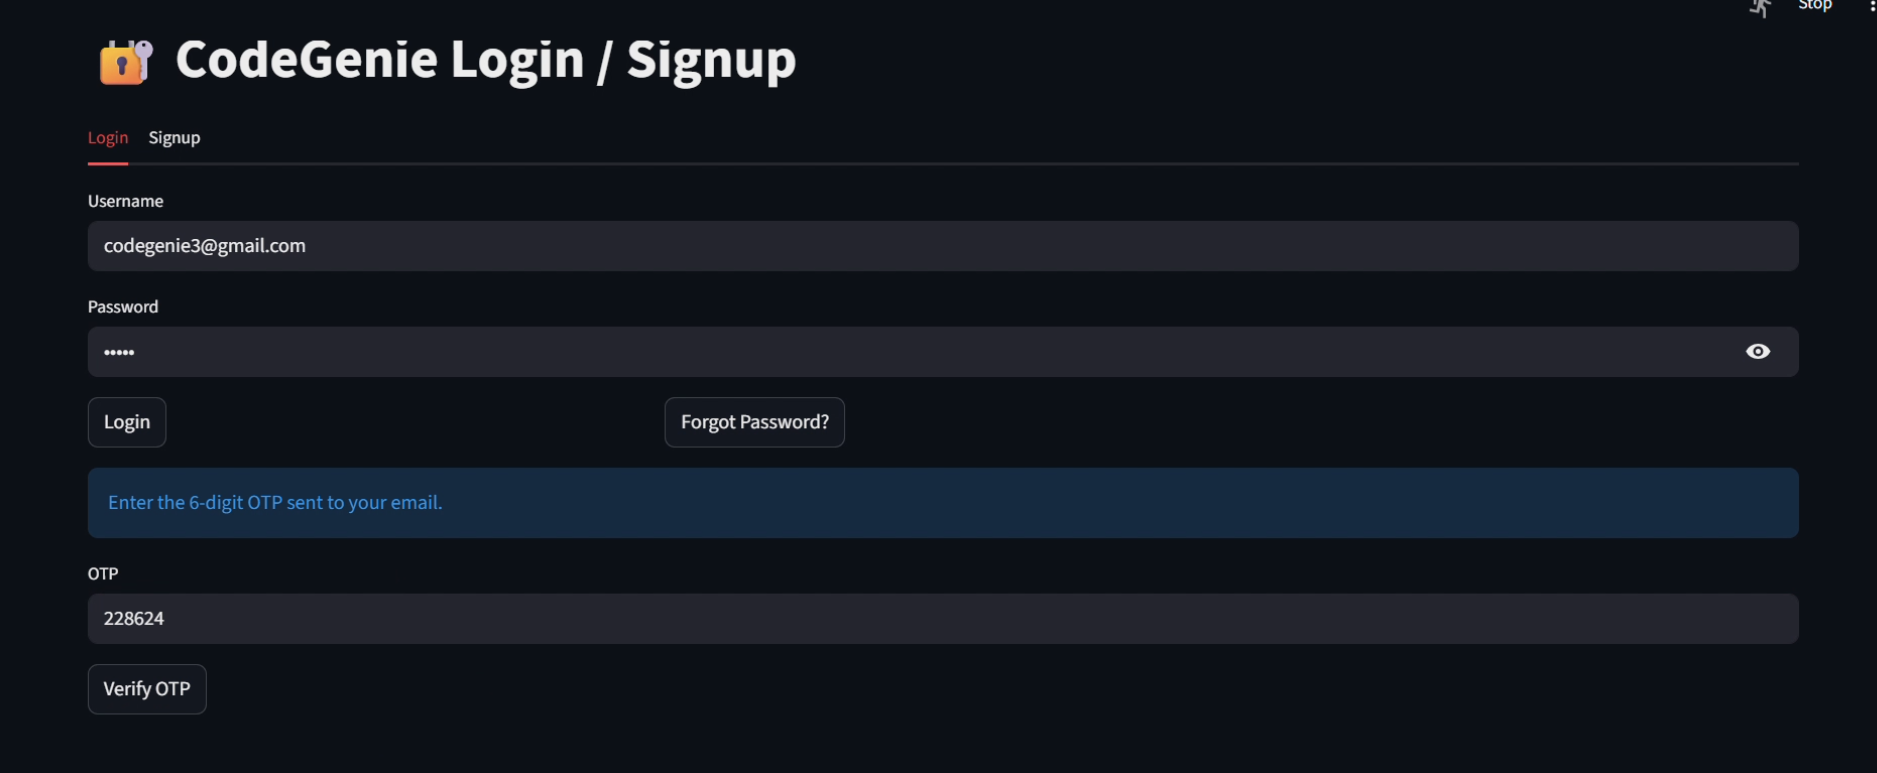 Stop
CodeGenie Login / Signup
Login Signup
Username
codegenie3@gmail.com
Password
•••••
Login Forgot Password?
Enter the 6-digit OTP sent to your email.
OTP
228624
Verify OTP